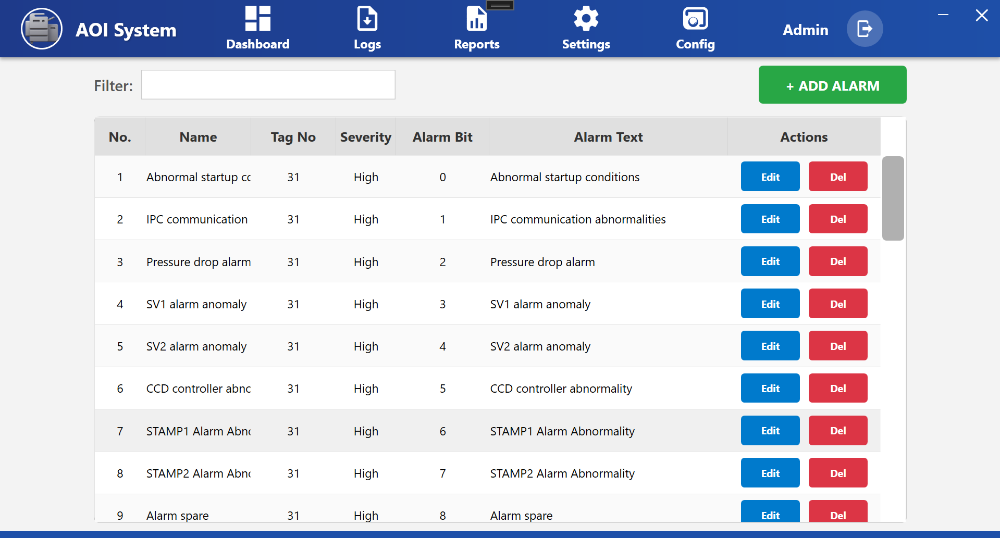 AOI System
Dashboard
Logs
Reports
Settings
Config
Admin
Filter:
+ ADD ALARM
No. Name Tag No Severity Alarm Bit Alarm Text Actions
1 Abnormal startup cc 31 High 0 Abnormal startup conditions Edit Del
2 IPC communication 31 High 1 IPC communication abnormalities Edit Del
3 Pressure drop alarm 31 High 2 Pressure drop alarm Edit Del
4 SV1 alarm anomaly 31 High 3 SV1 alarm anomaly Edit Del
5 SV2 alarm anomaly 31 High 4 SV2 alarm anomaly Edit Del
6 CCD controller abnc 31 High 5 CCD controller abnormality Edit Del
7 STAMP1 Alarm Abnc 31 High 6 STAMP1 Alarm Abnormality Edit Del
8 STAMP2 Alarm Abnc 31 High 7 STAMP2 Alarm Abnormality Edit Del
9 Alarm spare 31 High 8 Alarm spare Edit Del